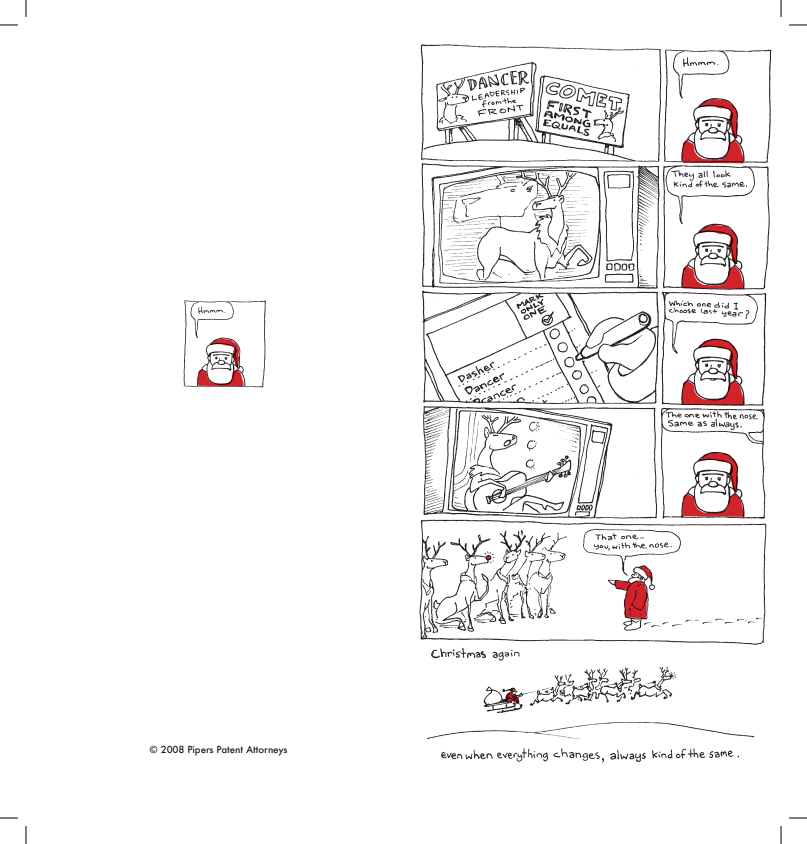 Hmmm.
© 2008 Pipers Patent Attorneys
DANCER
LEADERSHIP
from the
FRONT
COMET,
FIRST
AMONG
EQUALS
Hmmm.
They all look
kind of the same.
MARK
ONLY
ONE
Dasher
Dancer
Prancer
Which one did I
choose last year?
The one with the nose.
Same as always.
That one...
you, with the nose.
Christmas again
even when everything changes, always kind of the same.